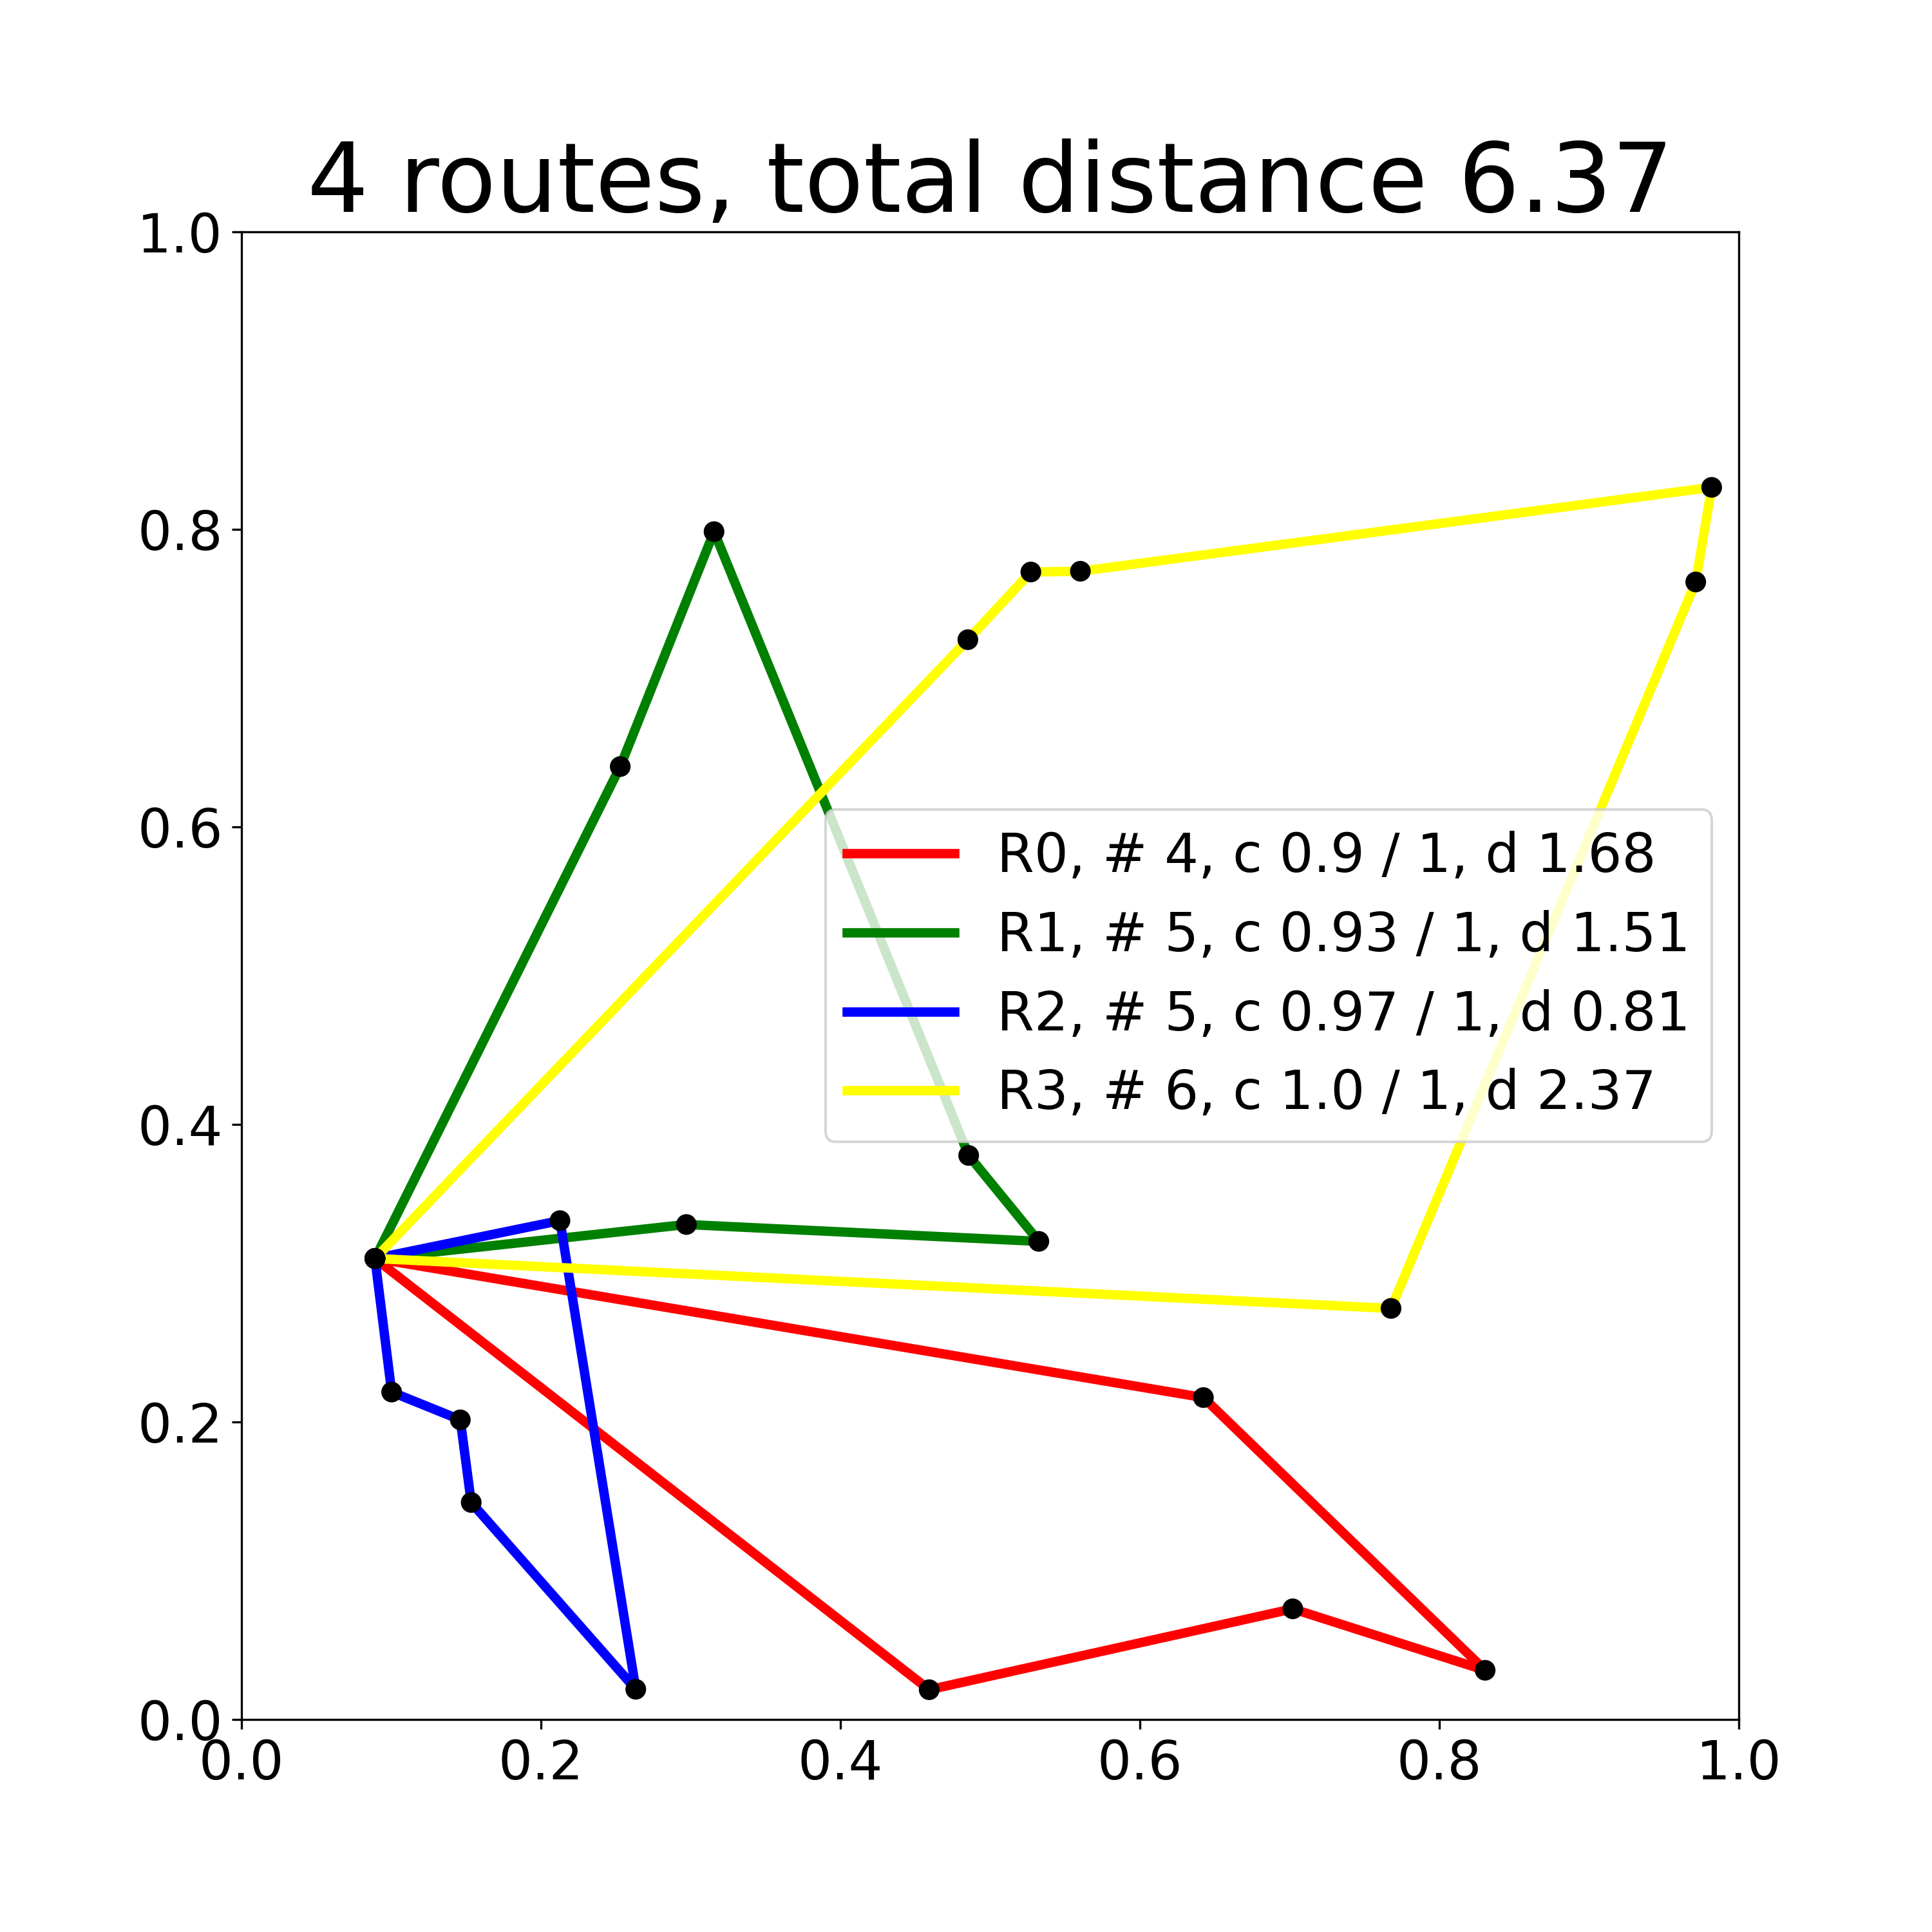 4 routes, total distance 6.37
1.0
0.8
0.6
0.4
0.2
0.0
R0, # 4, c 0.9 / 1, d 1.68
R1, # 5, c 0.93 / 1, d 1.51
R2, # 5, c 0.97 / 1, d 0.81
R3, # 6, c 1.0 / 1, d 2.37
0.0 0.2 0.4 0.6 0.8 1.0